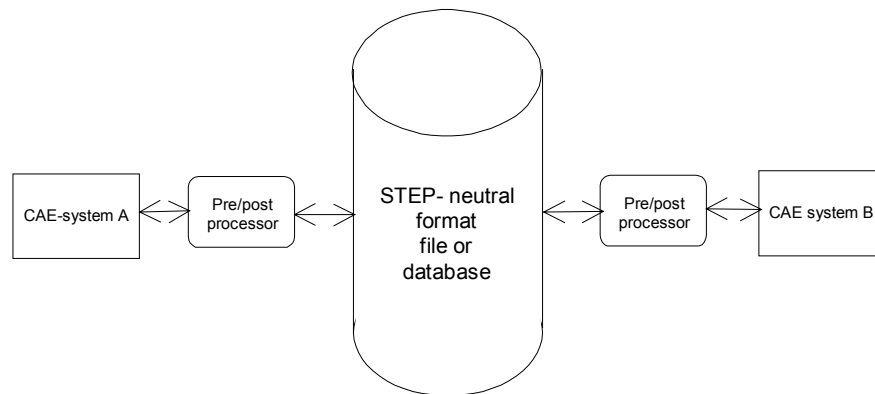 CAE-system A
Pre/post
processor
STEP- neutral
format
file or
database
Pre/post
processor
CAE system B